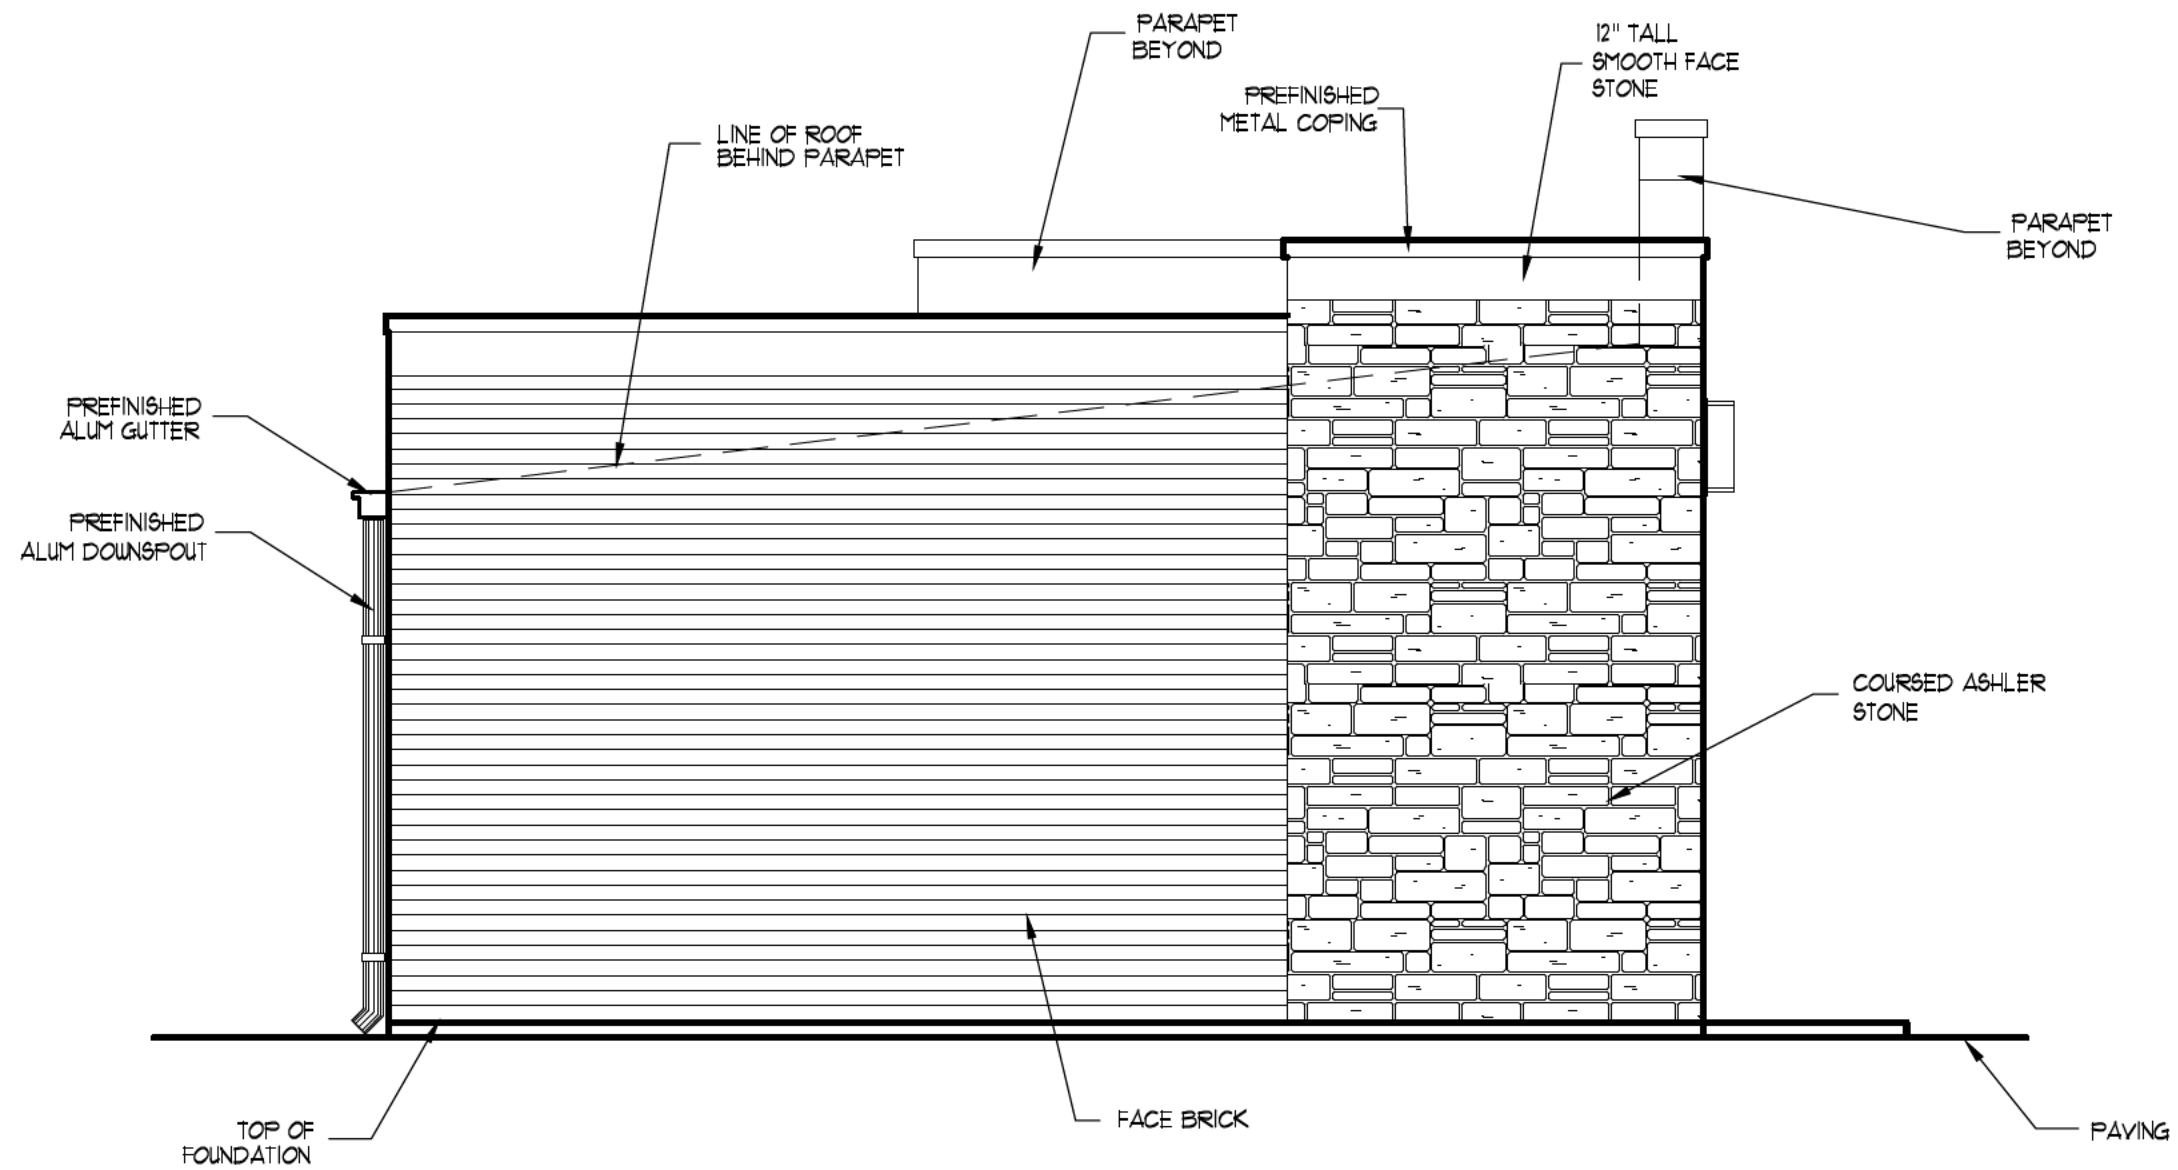 PARAPET
BEYOND
12" TALL
SMOOTH FACE
STONE
PREFINISHED
METAL COPING
LINE OF ROOF
BEHIND PARAPET
PARAPET
BEYOND
PREFINISHED
ALUM GUTTER
PREFINISHED
ALUM DOWNSPOUT
COURSED ASHLER
STONE
FACE BRICK
TOP OF
FOUNDATION
PAVING